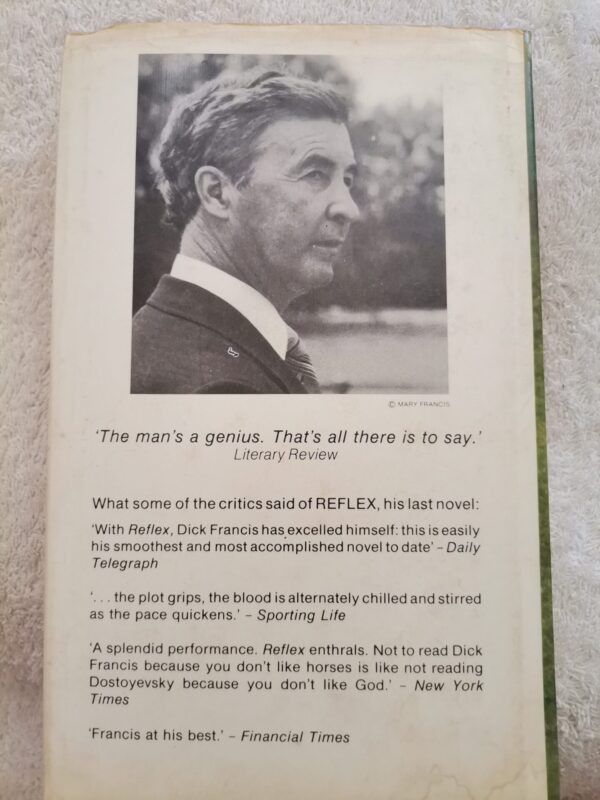 © MARY FRANCIS
'The man's a genius. That's all there is to say.'
Literary Review
What some of the critics said of REFLEX, his last novel:
'With Reflex, Dick Francis has excelled himself: this is easily
his smoothest and most accomplished novel to date' – Daily
Telegraph
'. . . the plot grips, the blood is alternately chilled and stirred
as the pace quickens.' – Sporting Life
'A splendid performance. Reflex enthrals. Not to read Dick
Francis because you don't like horses is like not reading
Dostoyevsky because you don't like God.' – New York
Times
'Francis at his best.' – Financial Times